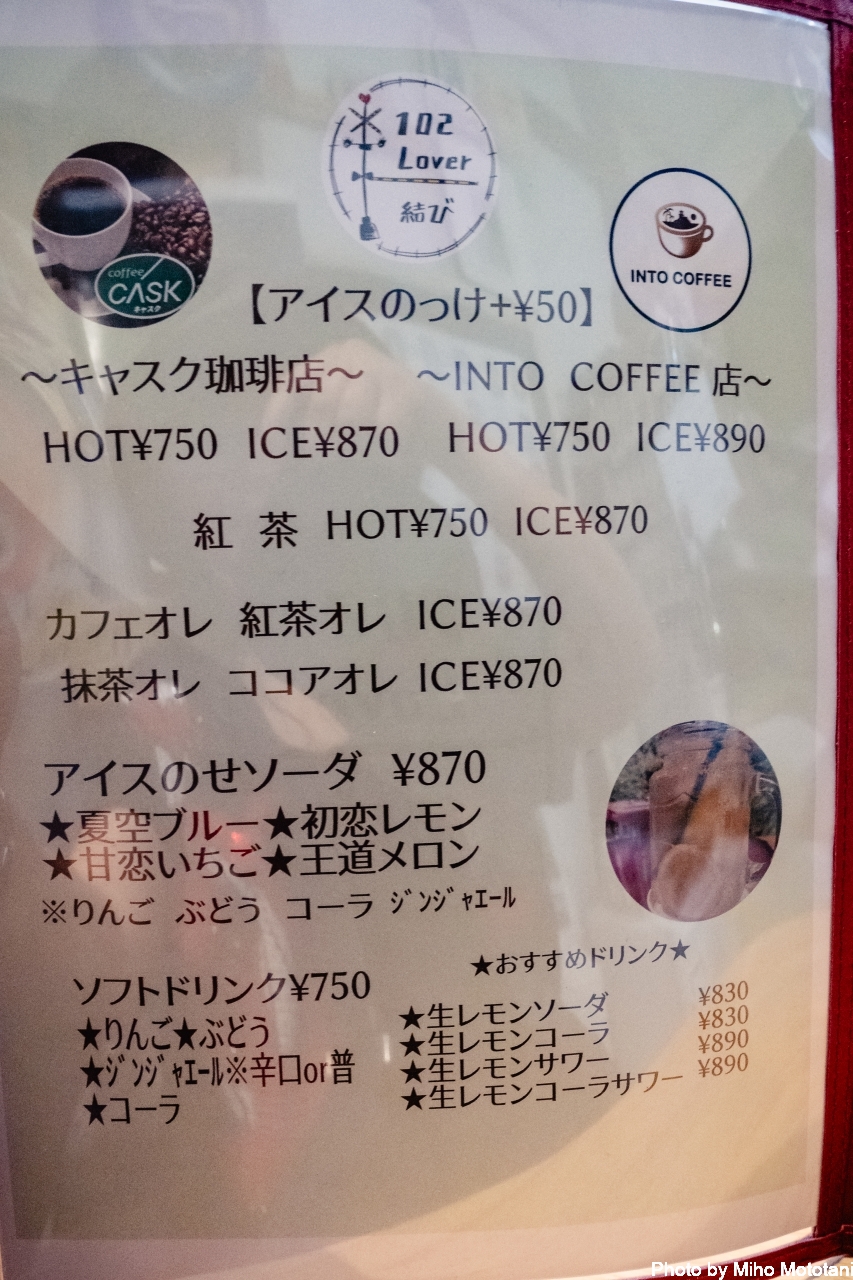 102
Lover
結び
coffee
CASK
キャスク
INTO COFFEE
【アイスのっけ+¥50】
～キャスク珈琲店～ ～INTO COFFEE店～
HOT¥750 ICE¥870 HOT¥750 ICE¥890
紅 茶 HOT¥750 ICE¥870
カフェオレ 紅茶オレ ICE¥870
抹茶オレ ココアオレ ICE¥870
アイスのせソーダ ¥870
★夏空ブルー★初恋レモン
★甘恋いちご★王道メロン
※りんご ぶどう コーラ ｼﾞﾝｼﾞｬｴｰﾙ
ソフトドリンク¥750
★りんご★ぶどう
★ｼﾞﾝｼﾞｬｴｰﾙ※辛口or普
★コーラ
★おすすめドリンク★
★生レモンソーダ ¥830
★生レモンコーラ ¥830
★生レモンサワー ¥890
★生レモンコーラサワー ¥890
Photo by Miho Mototani